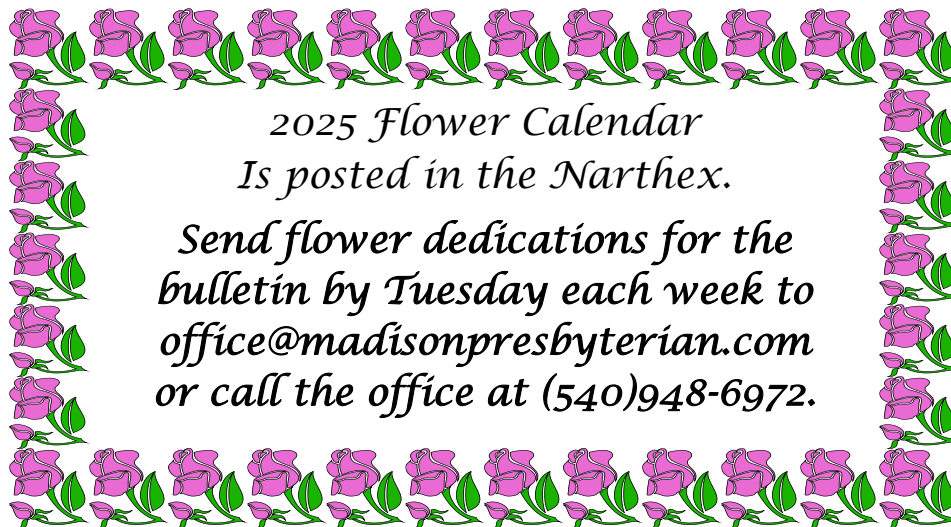 2025 Flower Calendar
Is posted in the Narthex.
Send flower dedications for the
bulletin by Tuesday each week to
office@madisonpresbyterian.com
or call the office at (540)948-6972.